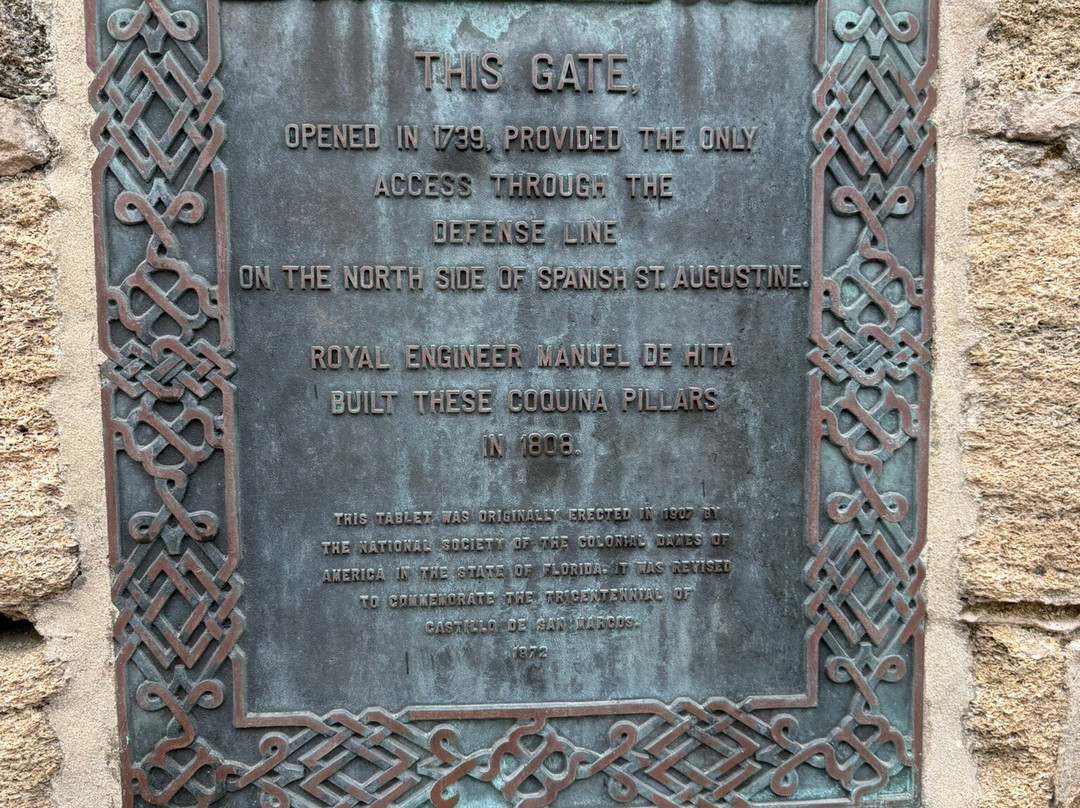 THIS GATE,
OPENED IN 1739, PROVIDED THE ONLY
ACCESS THROUGH THE
DEFENSE LINE
ON THE NORTH SIDE OF SPANISH ST. AUGUSTINE.
ROYAL ENGINEER MANUEL DE HITA
BUILT THESE COQUINA PILLARS
IN 1808.
THIS TABLET WAS ORIGINALLY ERECTED IN 1907 BY
THE NATIONAL SOCIETY OF THE COLONIAL DAMES OF
AMERICA IN THE STATE OF FLORIDA. IT WAS REVISED
TO COMMEMORATE THE TRICENTENNIAL OF
CASTILLO DE SAN MARCOS.
1972